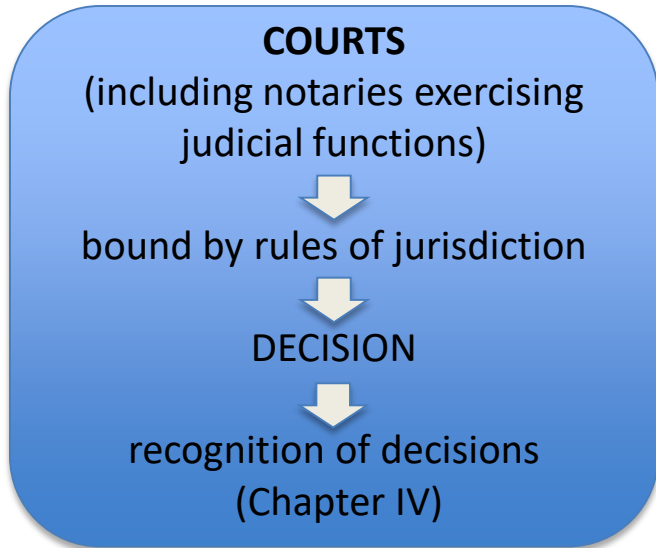 COURTS
(including notaries exercising
judicial functions)
bound by rules of jurisdiction
DECISION
recognition of decisions
(Chapter IV)